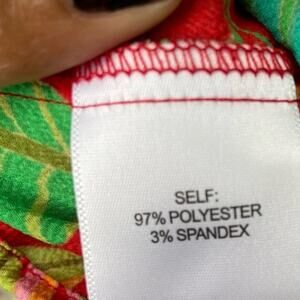 SELF:
97% POLYESTER
3% SPANDEX